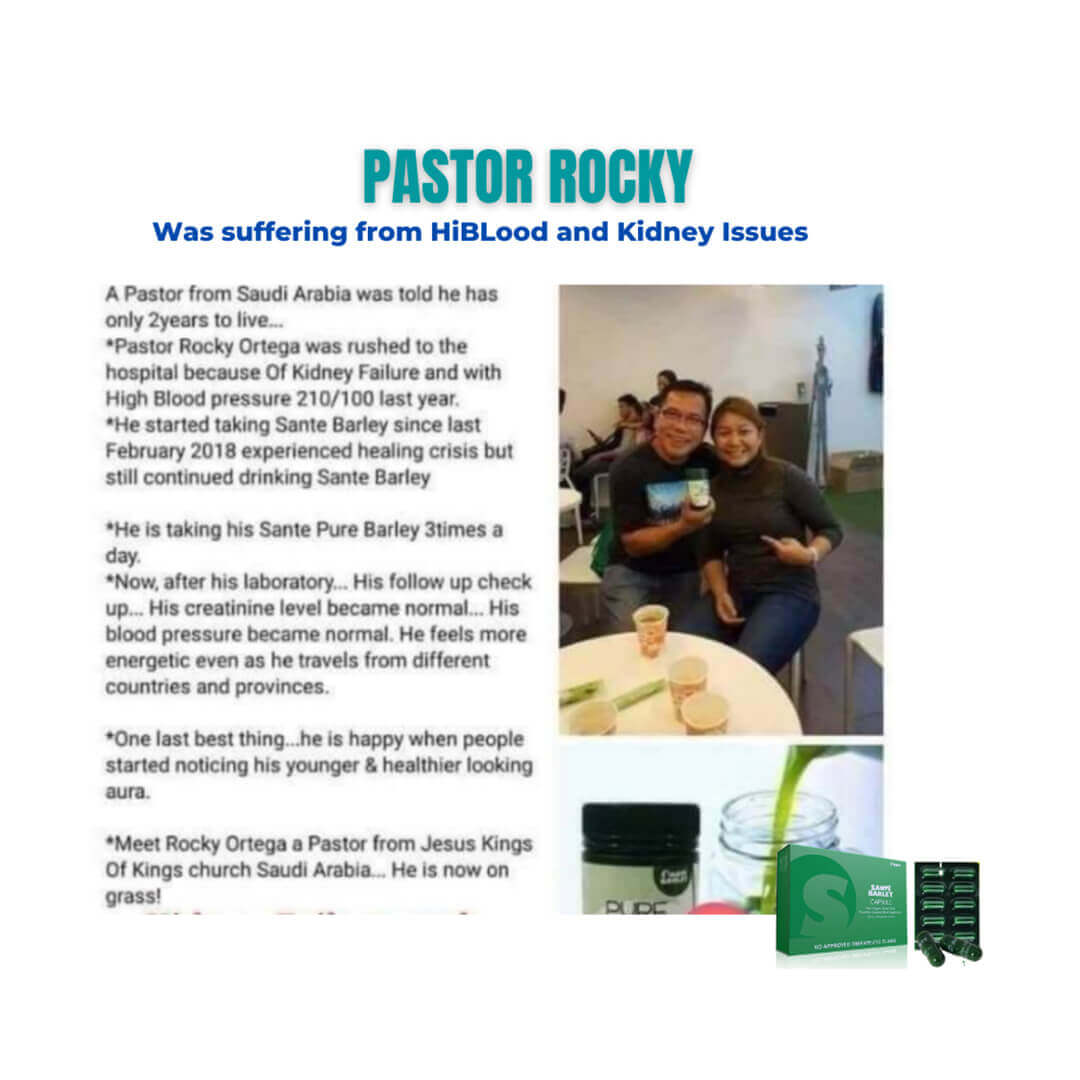 PASTOR ROCKY
Was suffering from HiBLood and Kidney Issues
A Pastor from Saudi Arabia was told he has
only 2years to live...
*Pastor Rocky Ortega was rushed to the
hospital because Of Kidney Failure and with
High Blood pressure 210/100 last year.
*He started taking Sante Barley since last
February 2018 experienced healing crisis but
still continued drinking Sante Barley
*He is taking his Sante Pure Barley 3times a
day.
*Now, after his laboratory... His follow up check
up... His creatinine level became normal... His
blood pressure became normal. He feels more
energetic even as he travels from different
countries and provinces.
*One last best thing...he is happy when people
started noticing his younger & healthier looking
aura.
*Meet Rocky Ortega a Pastor from Jesus Kings
Of Kings church Saudi Arabia... He is now on
grass!
PURE
SANTE
BARLEY
CAPSULE
NO APPROVED THERAPEUTIC CLAIMS